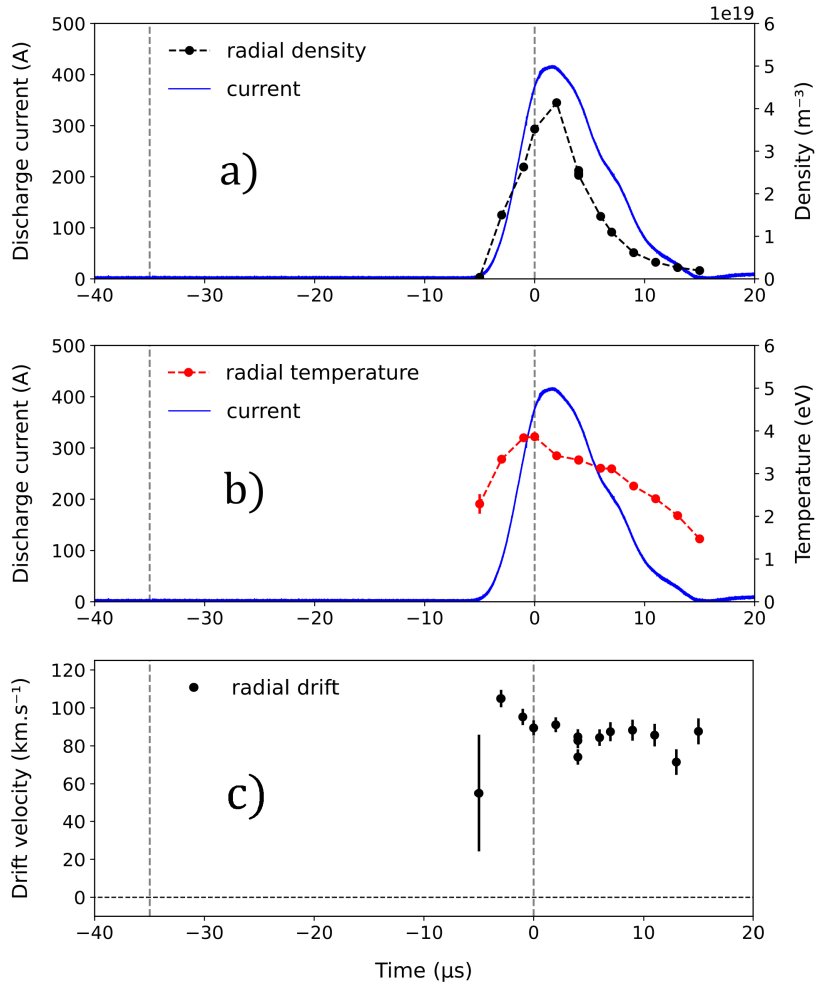 1e19
500
400
300
200
100
0
Discharge current (A)
radial density
current
a)
6
5
4
3
2
1
0
Density (m⁻³)
−40 −30 −20 −10 0 10 20
500
400
300
200
100
0
Discharge current (A)
radial temperature
current
b)
6
5
4
3
2
1
0
Temperature (eV)
−40 −30 −20 −10 0 10 20
120
100
80
60
40
20
0
Drift velocity (km.s⁻¹)
radial drift
c)
−40 −30 −20 −10 0 10 20
Time (μs)